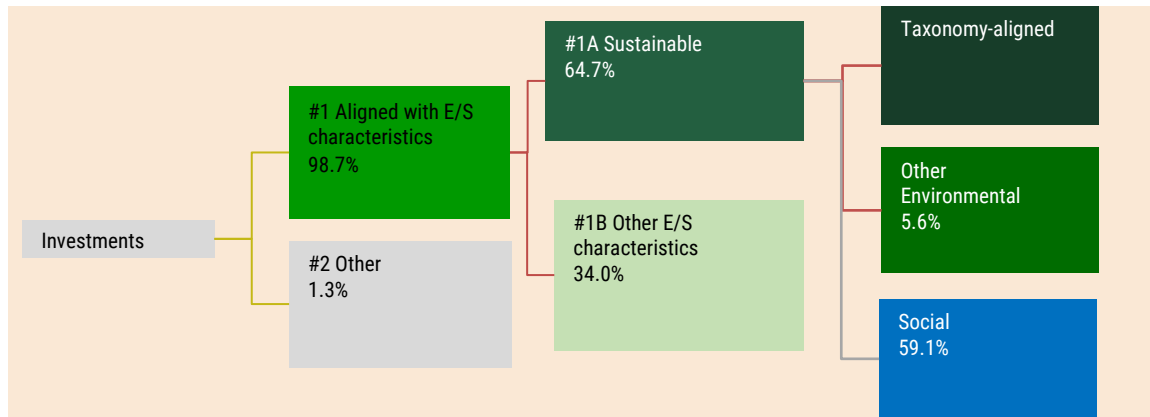 Investments
#1 Aligned with E/S
characteristics
98.7%
#2 Other
1.3%
#1A Sustainable
64.7%
#1B Other E/S
characteristics
34.0%
Taxonomy-aligned
Other
Environmental
5.6%
Social
59.1%